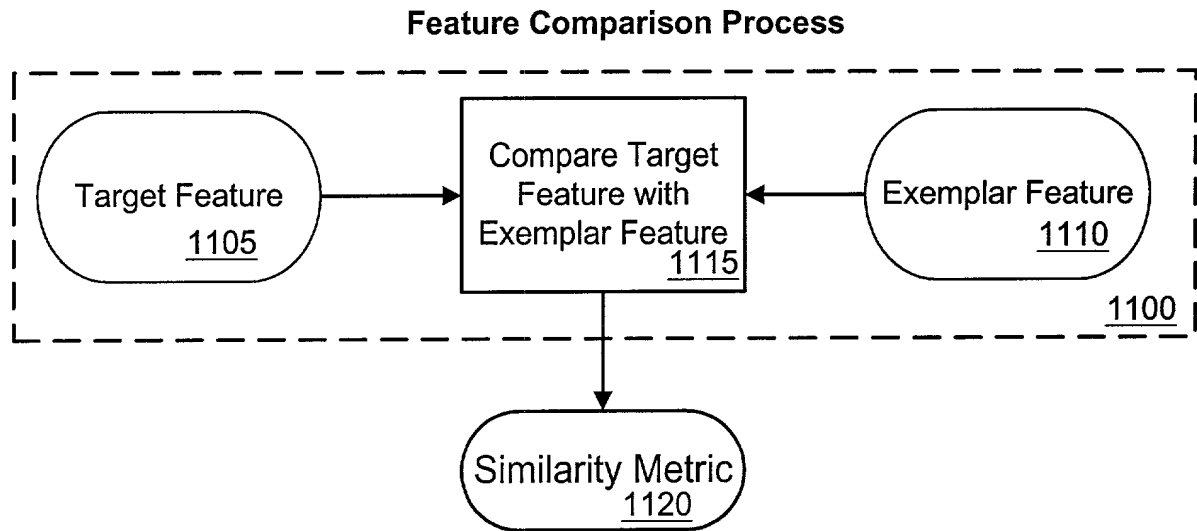 Feature Comparison Process
Target Feature
1105
Compare Target
Feature with
Exemplar Feature
1115
Exemplar Feature
1110
1100
Similarity Metric
1120